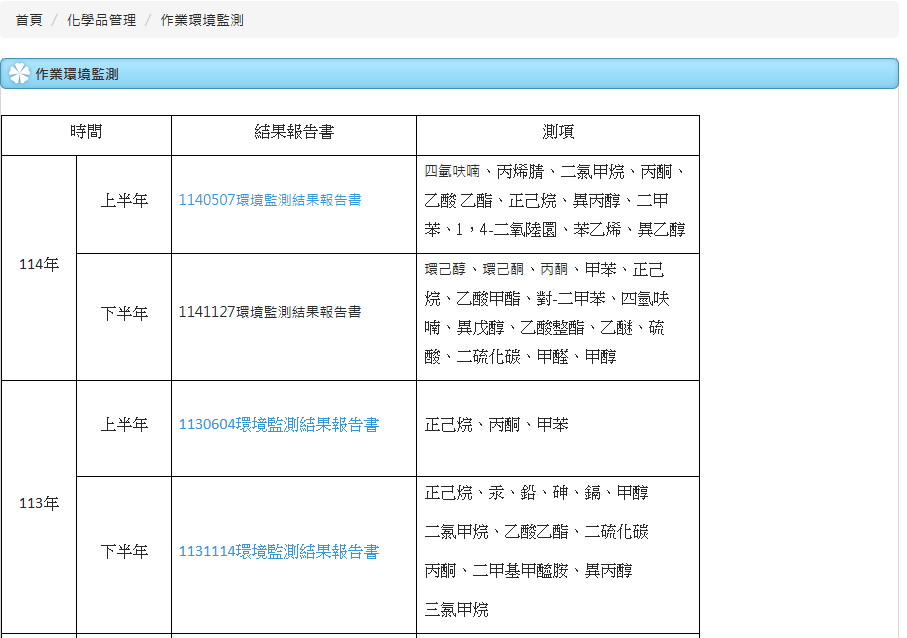 首頁 / 化學品管理 / 作業環境監測
作業環境監測
時間 結果報告書 測項
114年
上半年
1140507環境監測結果報告書
四氫呋喃、丙烯腈、二氯甲烷、丙酮、
乙酸 乙酯、正己烷、異丙醇、二甲
苯、1，4-二氧陸圜、苯乙烯、異乙醇
下半年
1141127環境監測結果報告書
環己醇、環己酮、丙酮、甲苯、正己
烷、乙酸甲酯、對-二甲苯、四氫呋
喃、異戊醇、乙酸整酯、乙醚、硫
酸、二硫化碳、甲醛、甲醇
113年
上半年
1130604環境監測結果報告書
正己烷、丙酮、甲苯
下半年
1131114環境監測結果報告書
正己烷、汞、鉛、砷、鎘、甲醇
二氯甲烷、乙酸乙酯、二硫化碳
丙酮、二甲基甲醯胺、異丙醇
三氯甲烷